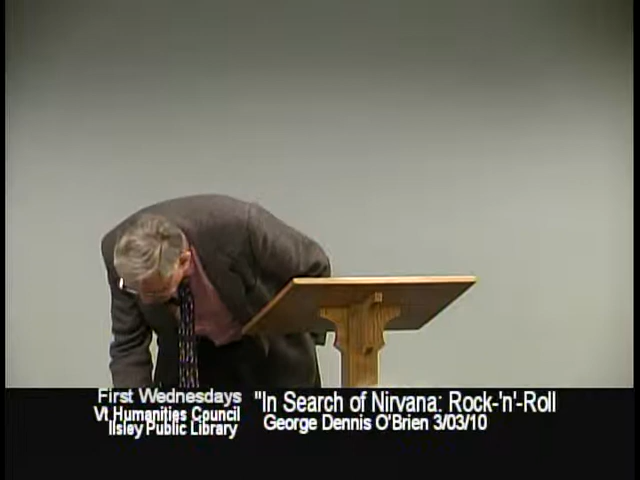 First Wednesdays
Vt Humanities Council
Ilsley Public Library
"In Search of Nirvana: Rock-'n'-Roll
George Dennis O'Brien 3/03/10